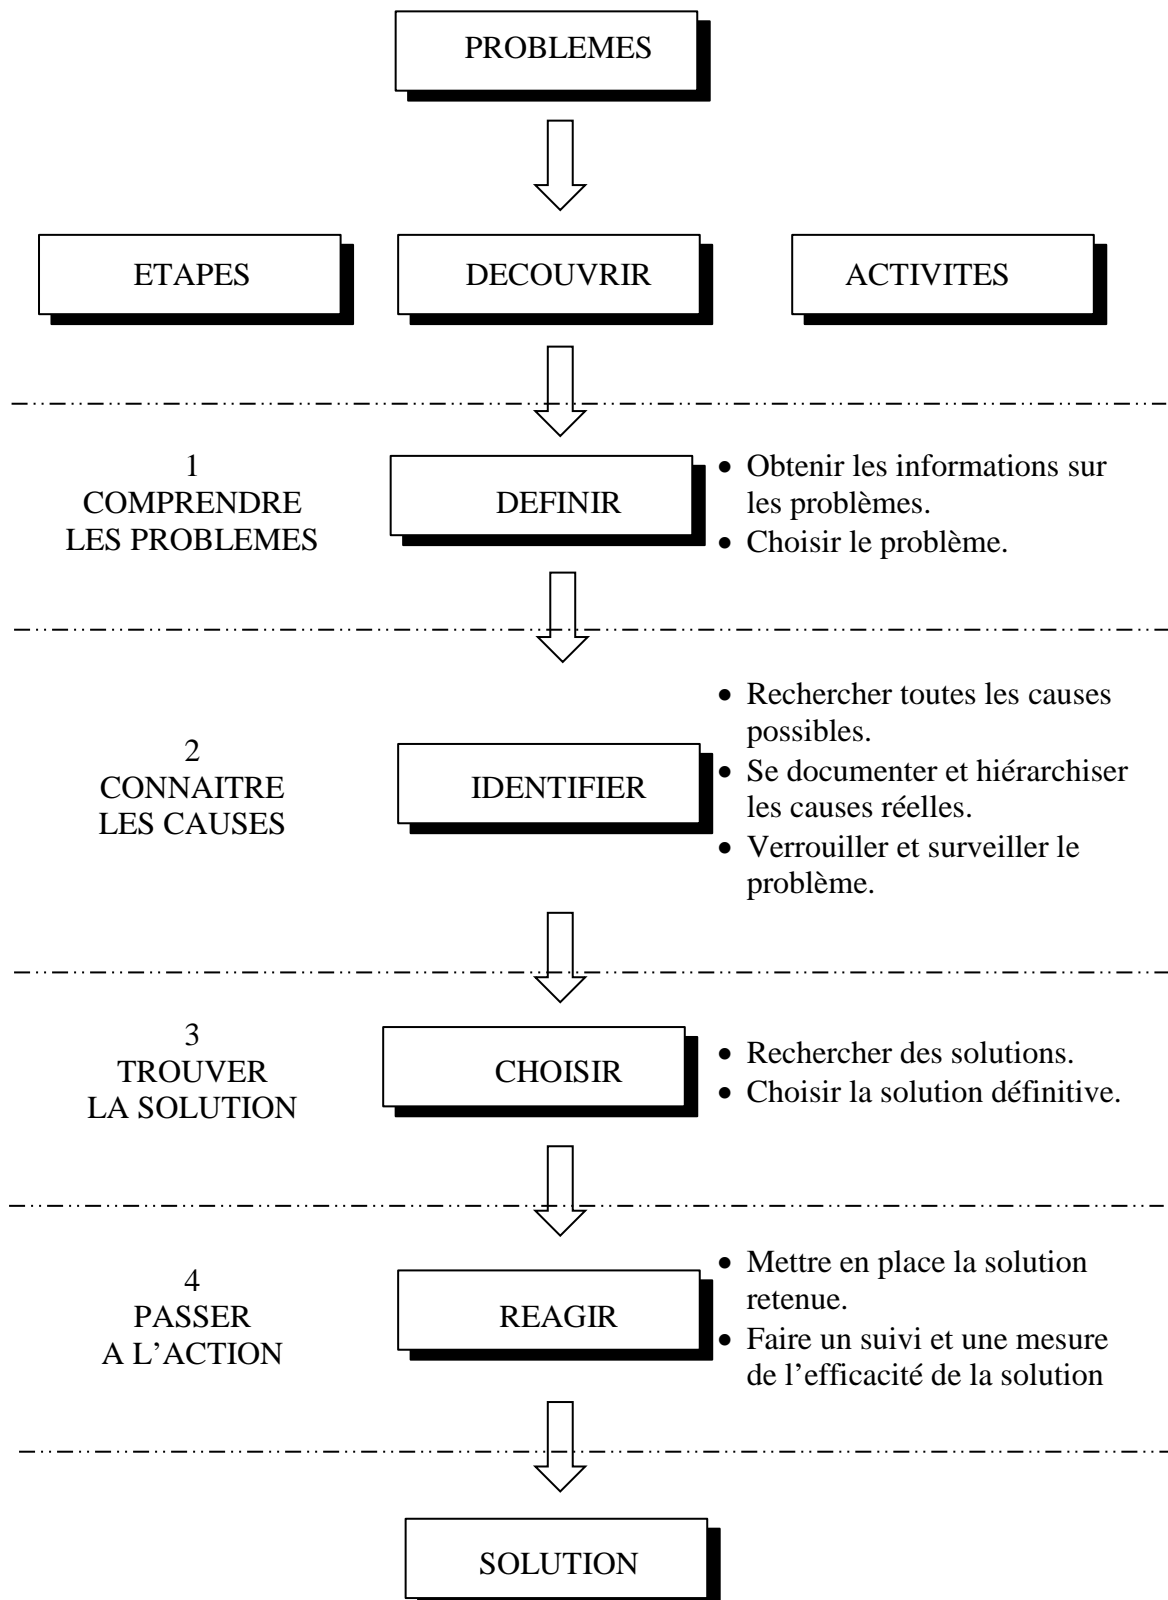 PROBLEMES
ETAPES
DECOUVRIR
ACTIVITES
1
COMPRENDRE
LES PROBLEMES
DEFINIR
• Obtenir les informations sur
les problèmes.
• Choisir le problème.
2
CONNAITRE
LES CAUSES
IDENTIFIER
• Rechercher toutes les causes
possibles.
• Se documenter et hiérarchiser
les causes réelles.
• Verrouiller et surveiller le
problème.
3
TROUVER
LA SOLUTION
CHOISIR
• Rechercher des solutions.
• Choisir la solution définitive.
4
PASSER
A L’ACTION
REAGIR
• Mettre en place la solution
retenue.
• Faire un suivi et une mesure
de l’efficacité de la solution
SOLUTION